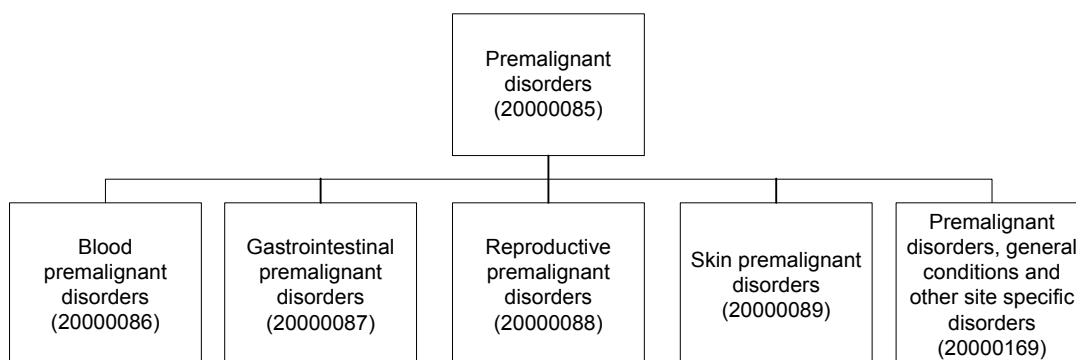 Premalignant
disorders
(20000085)
Blood
premalignant
disorders
(20000086)
Gastrointestinal
premalignant
disorders
(20000087)
Reproductive
premalignant
disorders
(20000088)
Skin premalignant
disorders
(20000089)
Premalignant
disorders, general
conditions and
other site specific
disorders
(20000169)